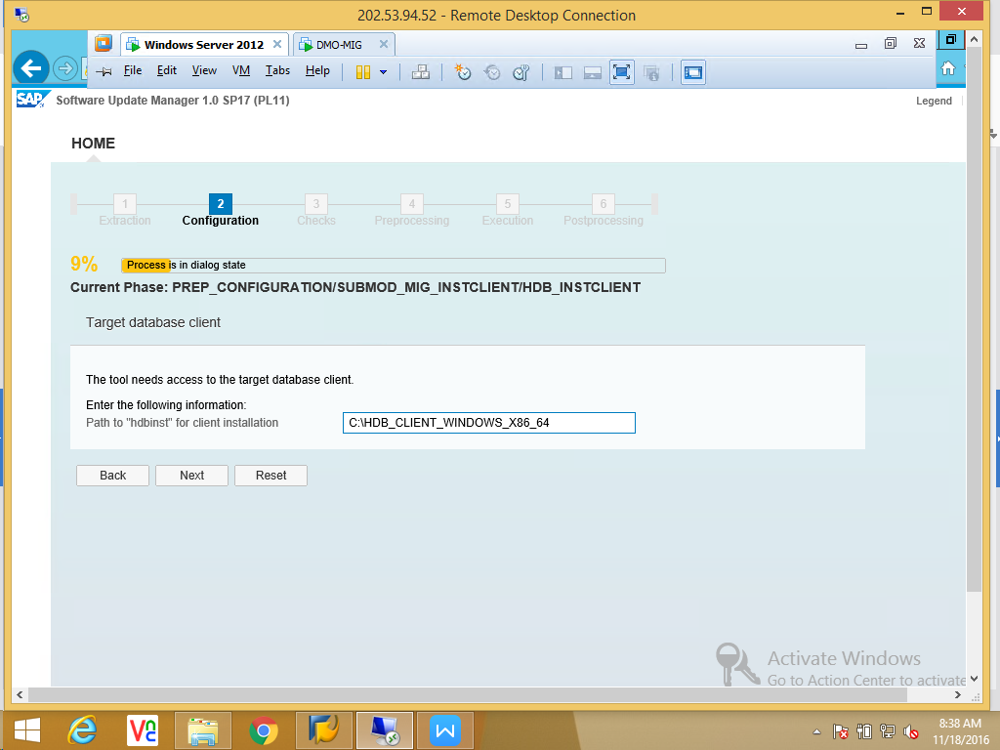 202.53.94.52 - Remote Desktop Connection
Windows Server 2012 DMO-MIG
File Edit View VM Tabs Help
SAP Software Update Manager 1.0 SP17 (PL11) Legend
HOME
1 2 3 4 5 6
Extraction Configuration Checks Preprocessing Execution Postprocessing
9% Process is in dialog state
Current Phase: PREP_CONFIGURATION/SUBMOD_MIG_INSTCLIENT/HDB_INSTCLIENT
Target database client
The tool needs access to the target database client.
Enter the following information:
Path to "hdbinst" for client installation C:\HDB_CLIENT_WINDOWS_X86_64
Back Next Reset
Activate Windows
Go to Action Center to activate
8:38 AM
11/18/2016